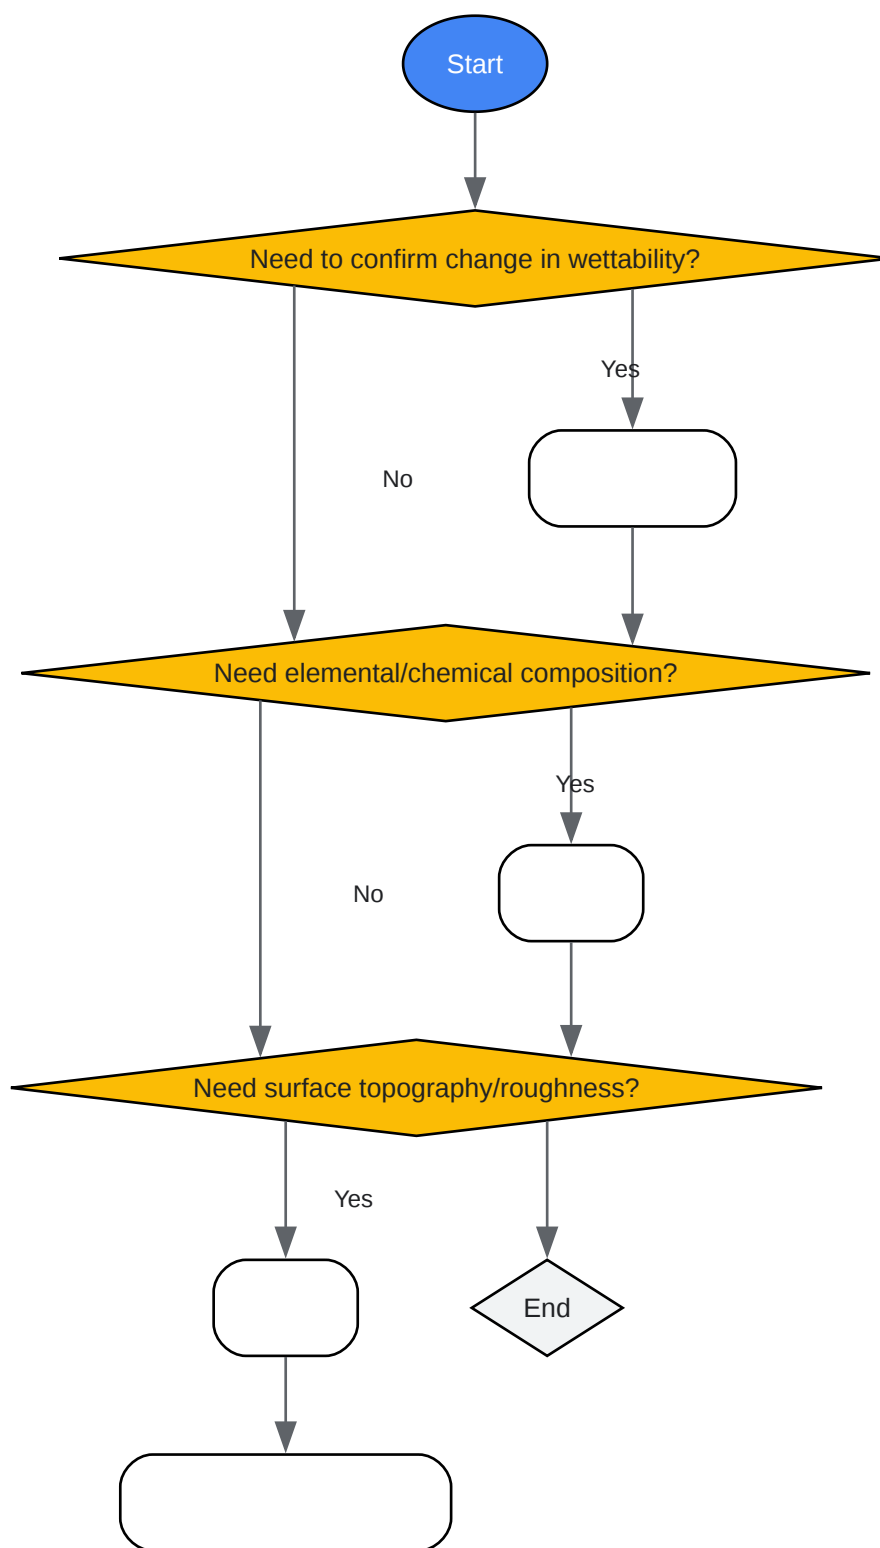 Start
Need to confirm change in wettability?
Yes
No
Need elemental/chemical composition?
Yes
No
Need surface topography/roughness?
Yes
End